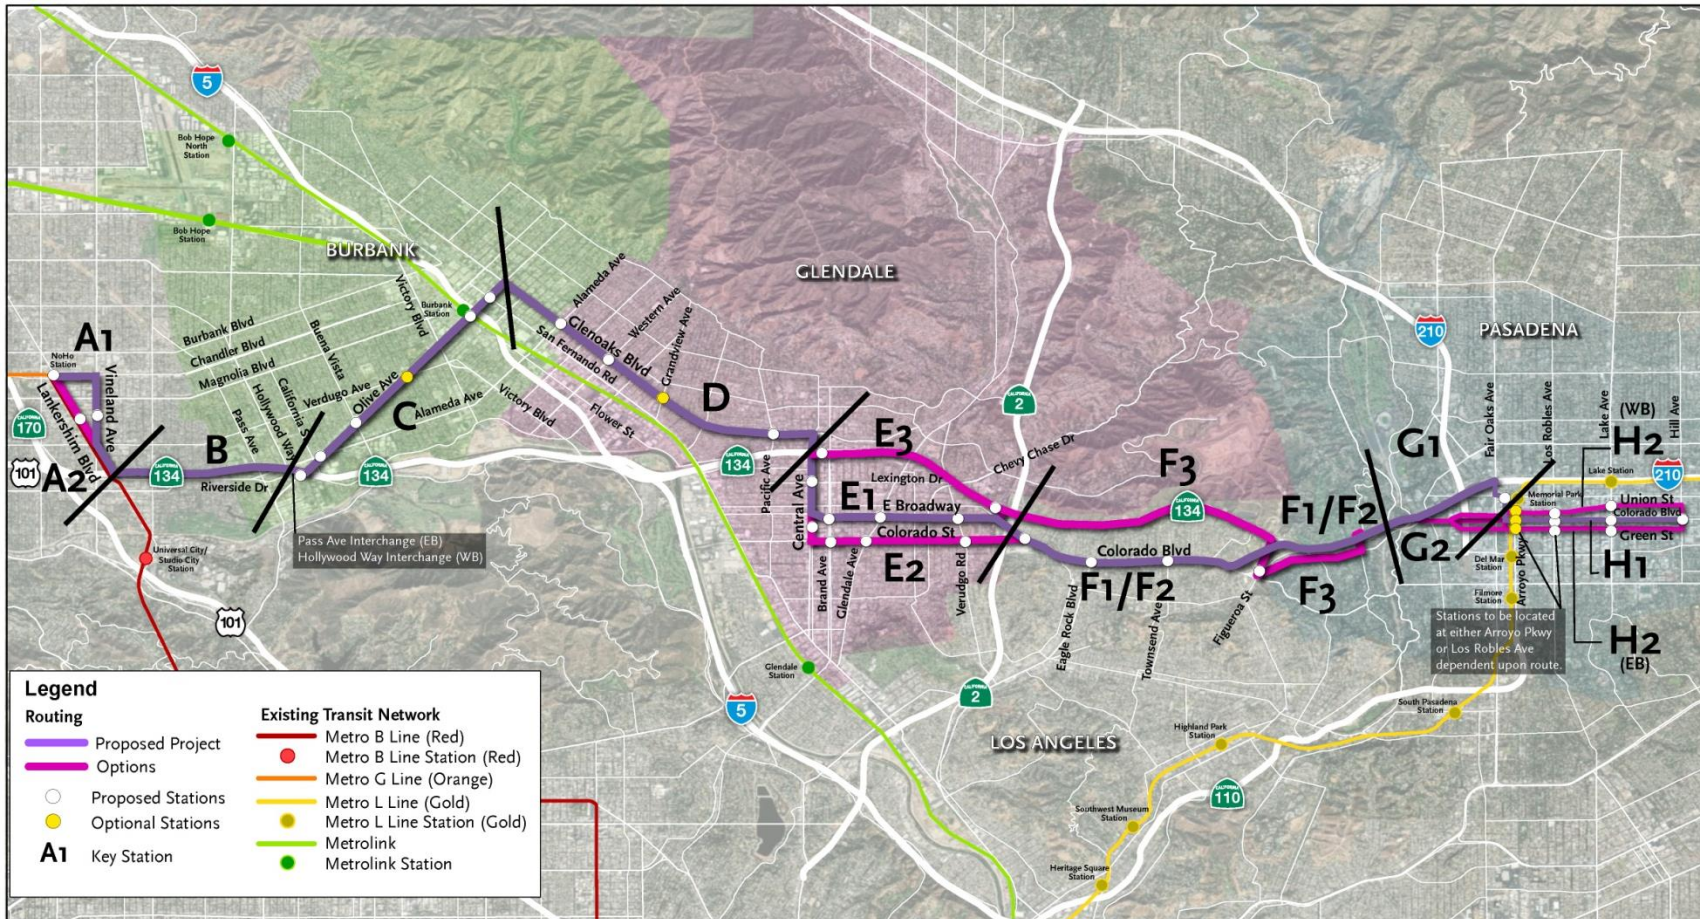 5
Bob Hope
North
Station
Bob Hope
Station
BURBANK
GLENDALE
PASADENA
LOS ANGELES
Burbank
Station
Victory Blvd
Alameda Ave
Western Ave
Grandview Ave
Glenoaks Blvd
San Fernando Rd
Flower St
Victory Blvd
Burbank Blvd
Chandler Blvd
Magnolia Blvd
Buena Vista
California S
Hollywood Way
Pass Ave
Verdugo Ave
Olive Ave
Alameda Ave
A1
NoHo
Station
Vineland Ave
Lankershim Blvd
A2
CALIFORNIA
170
101
B
CALIFORNIA
134
Riverside Dr
C
CALIFORNIA
134
Pass Ave Interchange (EB)
Hollywood Way Interchange (WB)
Universal City/
Studio City
Station
101
D
Pacific Ave
CALIFORNIA
134
Central Ave
E3
Lexington Dr
E1
E Broadway
Colorado St
E2
Brand Ave
Glendale Ave
Verudgo Rd
Chevy Chase Dr
CALIFORNIA
2
F3
CALIFORNIA
134
Colorado Blvd
F1/F2
F1/F2
F3
Eagle Rock Blvd
Townsend Ave
Figueroa St
G1
G2
210
Fair Oaks Ave
Los Robles Ave
Lake Ave
Hill Ave
(WB)
H2
Lake Station
210
Memorial Park
Station
Union St
Colorado Blvd
Green St
H1
Del Mar
Station
Arroyo Pkwy
Filmore
Station
Stations to be located
at either Arroyo Pkwy
or Los Robles Ave
dependent upon route.
H2
(EB)
Glendale
Station
5
CALIFORNIA
2
Highland Park
Station
South Pasadena
Station
CALIFORNIA
110
Southwest Museum
Station
Heritage Square
Station
Legend
Routing
Proposed Project
Options
Proposed Stations
Optional Stations
A1 Key Station
Existing Transit Network
Metro B Line (Red)
Metro B Line Station (Red)
Metro G Line (Orange)
Metro L Line (Gold)
Metro L Line Station (Gold)
Metrolink
Metrolink Station